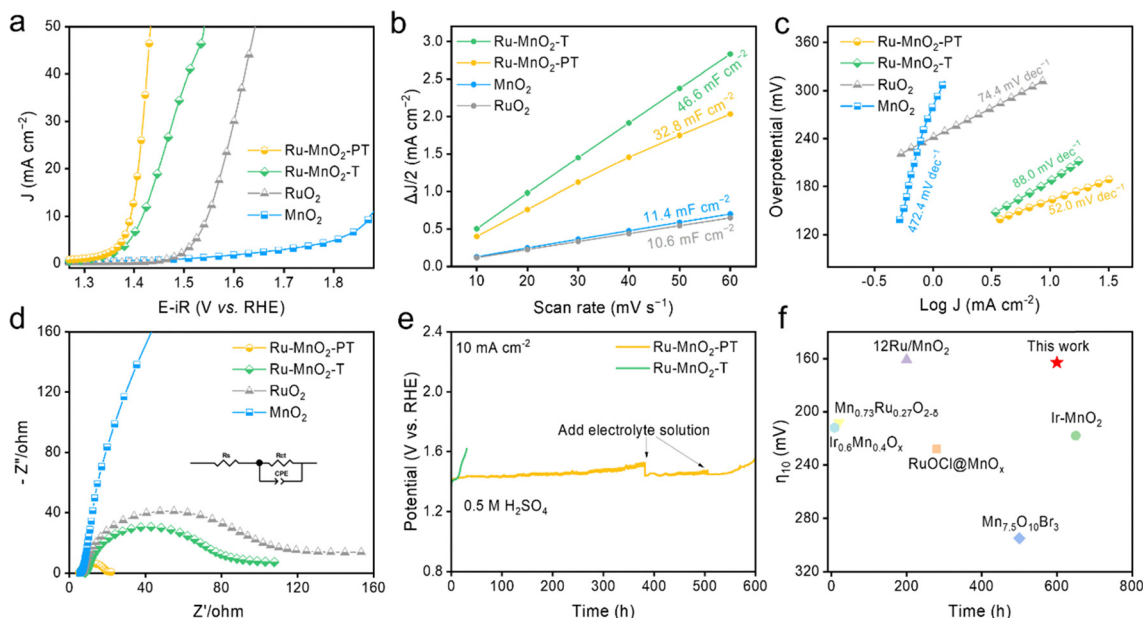 a
J (mA cm⁻²)
50
40
30
20
10
0
1.3 1.4 1.5 1.6 1.7 1.8
E-iR (V vs. RHE)
Ru-MnO₂-PT
Ru-MnO₂-T
RuO₂
MnO₂
b
ΔJ/2 (mA cm⁻²)
3.0
2.5
2.0
1.5
1.0
0.5
0.0
10 20 30 40 50 60
Scan rate (mV s⁻¹)
Ru-MnO₂-T
Ru-MnO₂-PT
MnO₂
RuO₂
46.6 mF cm⁻²
32.8 mF cm⁻²
11.4 mF cm⁻²
10.6 mF cm⁻²
c
Overpotential (mV)
360
300
240
180
120
-0.5 0.0 0.5 1.0 1.5
Log J (mA cm⁻²)
Ru-MnO₂-PT
Ru-MnO₂-T
RuO₂
MnO₂
74.4 mV dec⁻¹
472.4 mV dec⁻¹
88.0 mV dec⁻¹
52.0 mV dec⁻¹
d
- Z"/ohm
160
120
80
40
0
0 40 80 120 160
Z'/ohm
Ru-MnO₂-PT
Ru-MnO₂-T
RuO₂
MnO₂
Rs
Rct
CPE
e
Potential (V vs. RHE)
2.4
2.0
1.6
1.2
0.8
0 100 200 300 400 500 600
Time (h)
10 mA cm⁻²
Ru-MnO₂-PT
Ru-MnO₂-T
Add electrolyte solution
0.5 M H₂SO₄
f
η₁₀ (mV)
160
200
240
280
320
0 200 400 600 800
Time (h)
12Ru/MnO₂
This work
Mn₀.₇₃Ru₀.₂₇O₂₋δ
Ir₀.₆Mn₀.₄Oₓ
Ir-MnO₂
RuOCl@MnOₓ
Mn₇.₅O₁₀Br₃